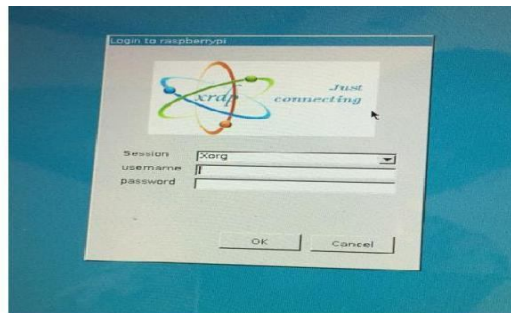 Login to raspberrypi
xrdp
Just
connecting
Session
Xorg
username
password
OK
Cancel